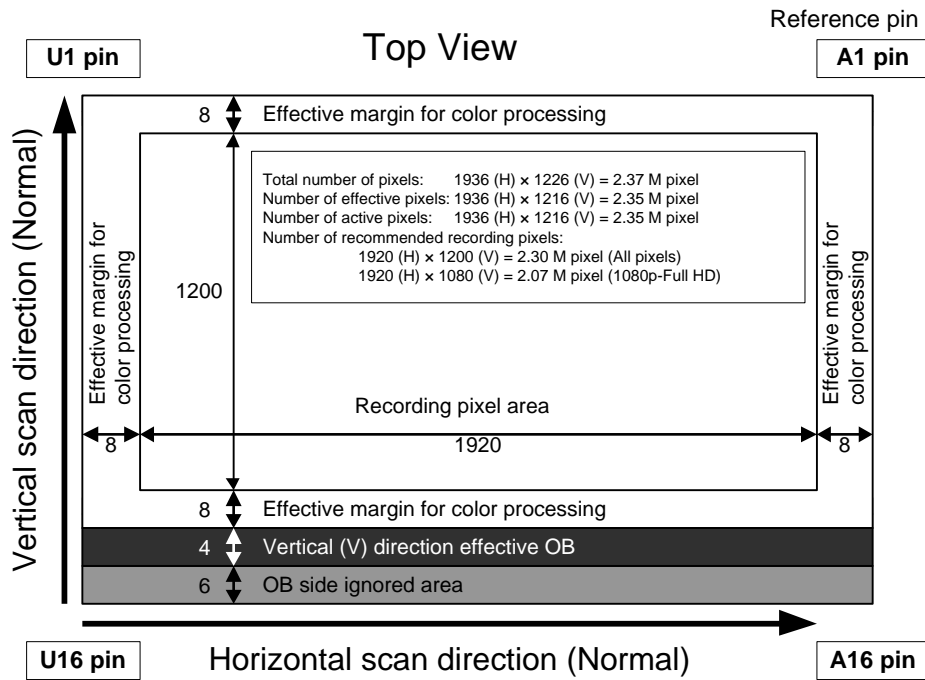 Reference pin
U1 pin
Top View
A1 pin
8
Effective margin for color processing
Total number of pixels: 1936 (H) × 1226 (V) = 2.37 M pixel
Number of effective pixels: 1936 (H) × 1216 (V) = 2.35 M pixel
Number of active pixels: 1936 (H) × 1216 (V) = 2.35 M pixel
Number of recommended recording pixels:
1920 (H) × 1200 (V) = 2.30 M pixel (All pixels)
1920 (H) × 1080 (V) = 2.07 M pixel (1080p-Full HD)
Vertical scan direction (Normal)
Effective margin for
color processing
1200
Effective margin for
color processing
Recording pixel area
8
1920
8
8
Effective margin for color processing
4
Vertical (V) direction effective OB
6
OB side ignored area
U16 pin
Horizontal scan direction (Normal)
A16 pin